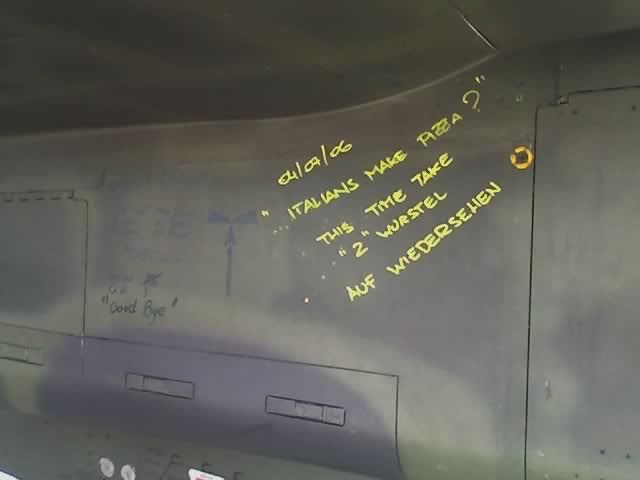 04/07/06
" ITALIANS MAKE PIZZA ? "
... THIS TIME TAKE
"2" WURSTEL
AUF WIEDERSEHEN
"Good Bye"